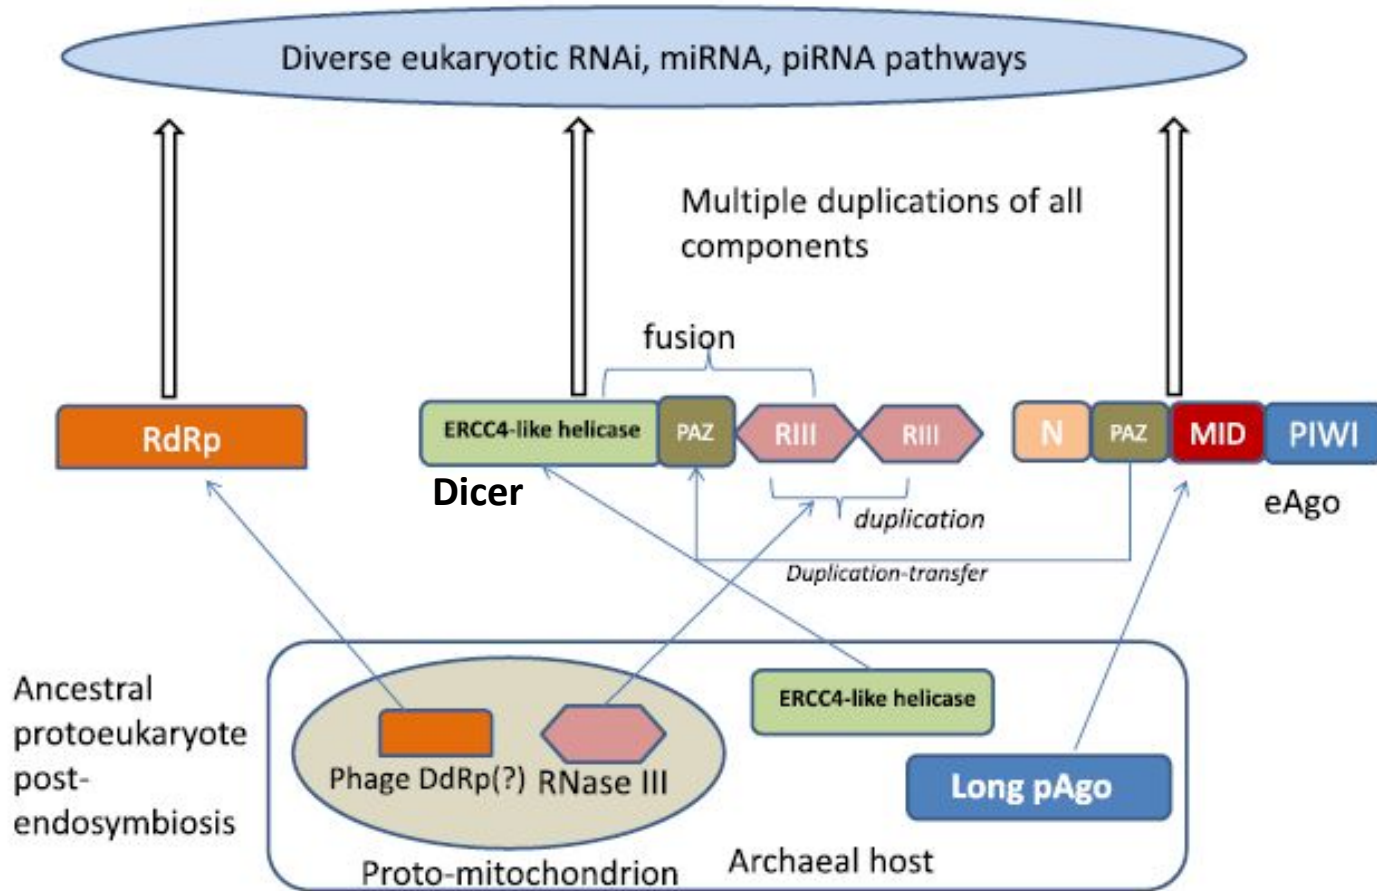 Diverse eukaryotic RNAi, miRNA, piRNA pathways
Multiple duplications of all
components
fusion
RdRp
ERCC4-like helicase
PAZ
RIII
RIII
N
PAZ
MID
PIWI
Dicer
eAgo
duplication
Duplication-transfer
Ancestral
protoeukaryote
post-
endosymbiosis
ERCC4-like helicase
Phage DdRp(?)
RNase III
Long pAgo
Proto-mitochondrion
Archaeal host